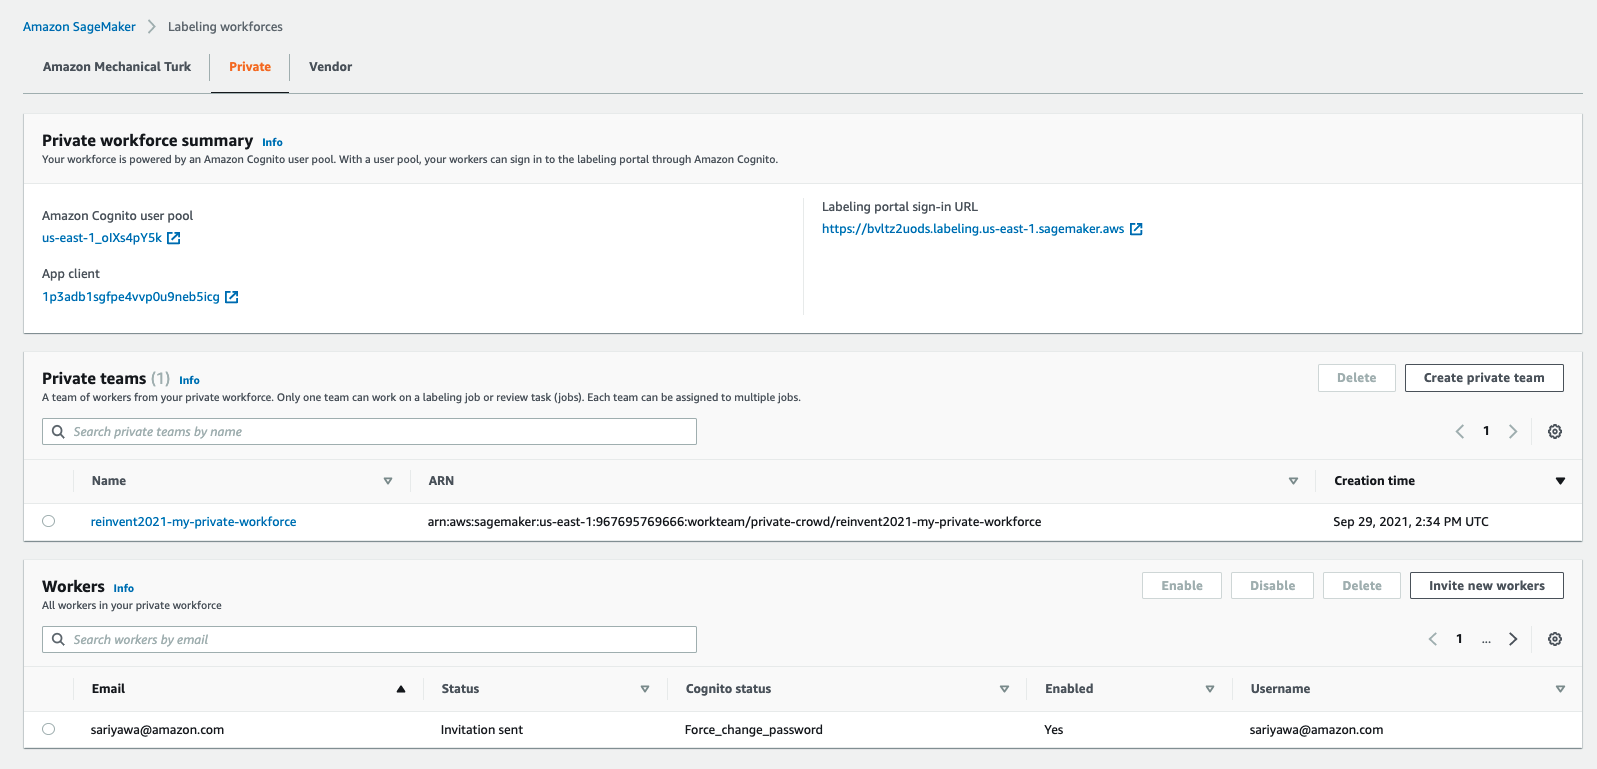 Amazon SageMaker > Labeling workforces
Amazon Mechanical Turk Private Vendor
Private workforce summary Info
Your workforce is powered by an Amazon Cognito user pool. With a user pool, your workers can sign in to the labeling portal through Amazon Cognito.
Amazon Cognito user pool
us-east-1_oIXs4pY5k
App client
1p3adb1sgfpe4vvp0u9neb5icg
Labeling portal sign-in URL
https://bvltz2uods.labeling.us-east-1.sagemaker.aws
Private teams (1) Info
Delete Create private team
A team of workers from your private workforce. Only one team can work on a labeling job or review task (jobs). Each team can be assigned to multiple jobs.
Search private teams by name
1
Name ARN Creation time
reinvent2021-my-private-workforce arn:aws:sagemaker:us-east-1:967695769666:workteam/private-crowd/reinvent2021-my-private-workforce Sep 29, 2021, 2:34 PM UTC
Workers Info
Enable Disable Delete Invite new workers
All workers in your private workforce
Search workers by email
1 ...
Email Status Cognito status Enabled Username
sariyawa@amazon.com Invitation sent Force_change_password Yes sariyawa@amazon.com